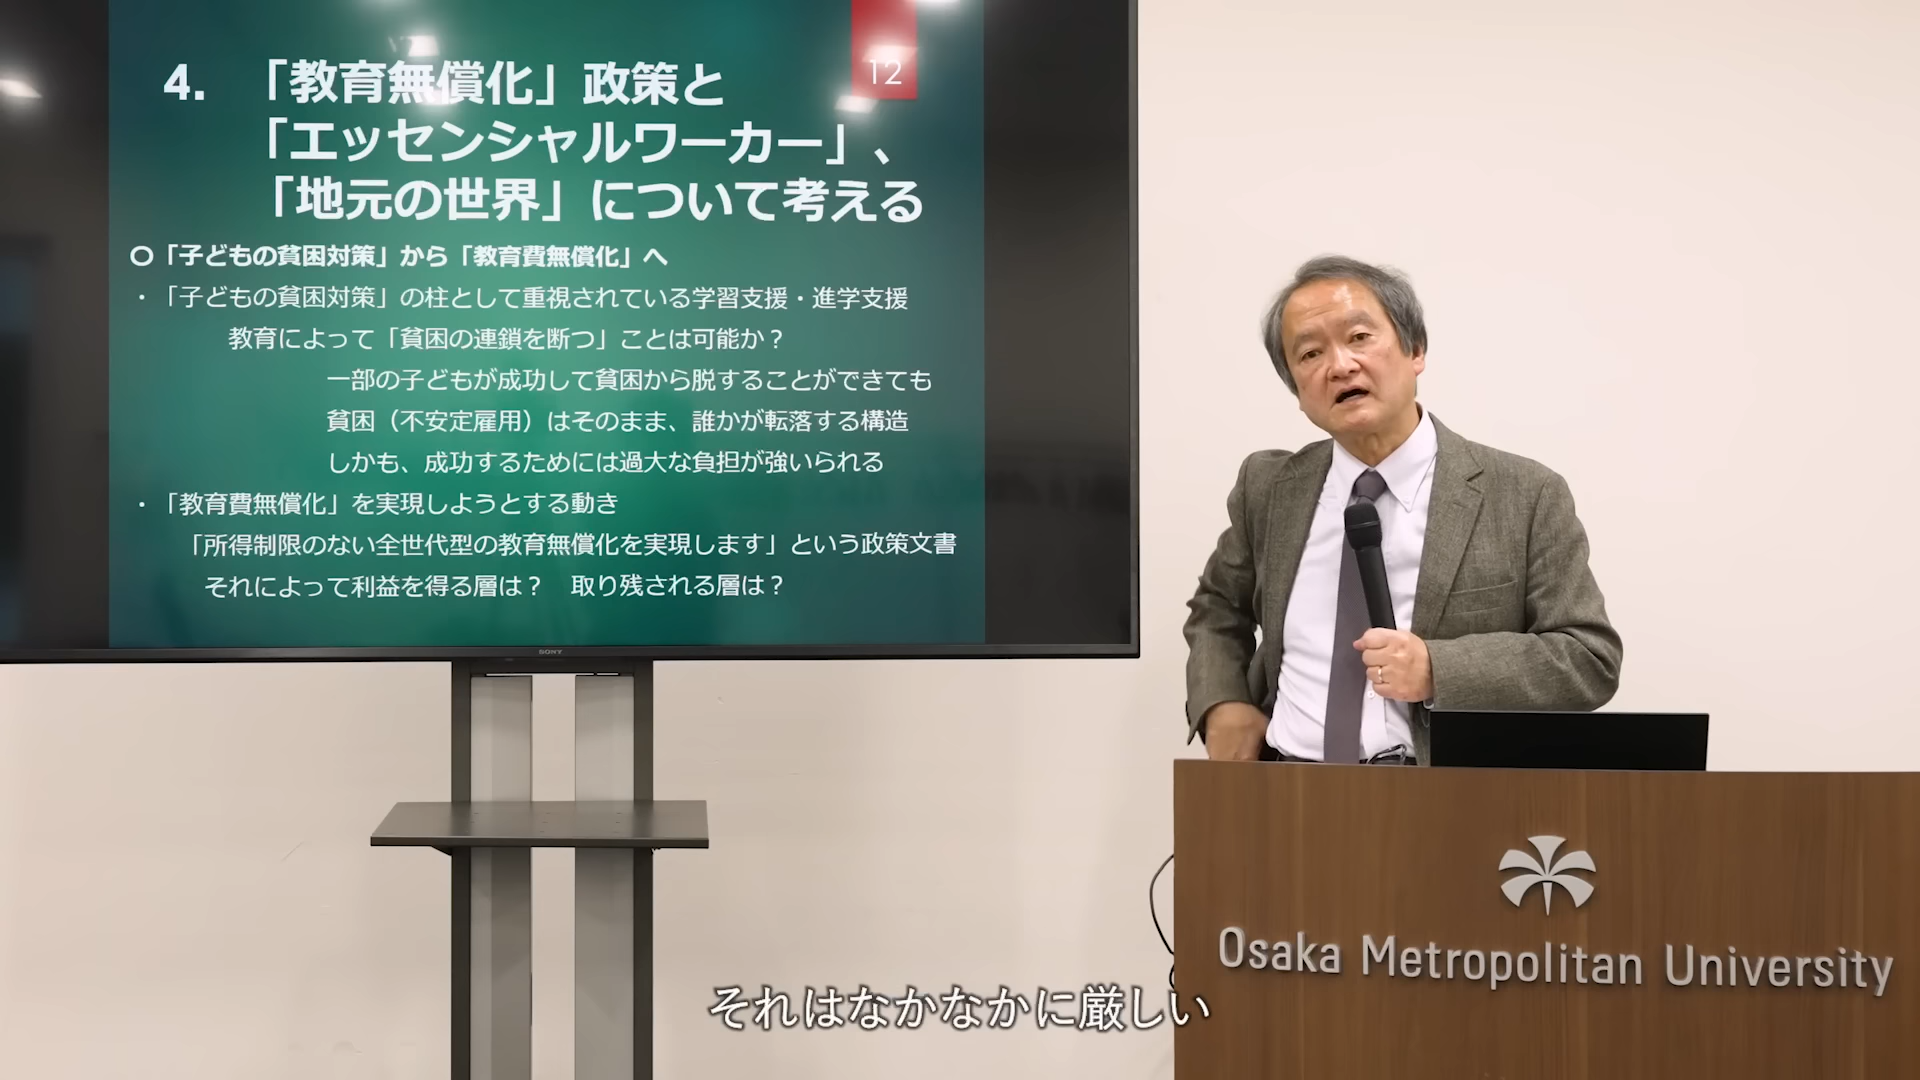 12
4. 「教育無償化」政策と
「エッセンシャルワーカー」、
「地元の世界」について考える
〇「子どもの貧困対策」から「教育費無償化」へ
・「子どもの貧困対策」の柱として重視されている学習支援・進学支援
教育によって「貧困の連鎖を断つ」ことは可能か？
一部の子どもが成功して貧困から脱することができても
貧困（不安定雇用）はそのまま、誰かが転落する構造
しかも、成功するためには過大な負担が強いられる
・「教育費無償化」を実現しようとする動き
「所得制限のない全世代型の教育無償化を実現します」という政策文書
それによって利益を得る層は？　取り残される層は？
SONY
Osaka Metropolitan University
それはなかなかに厳しい